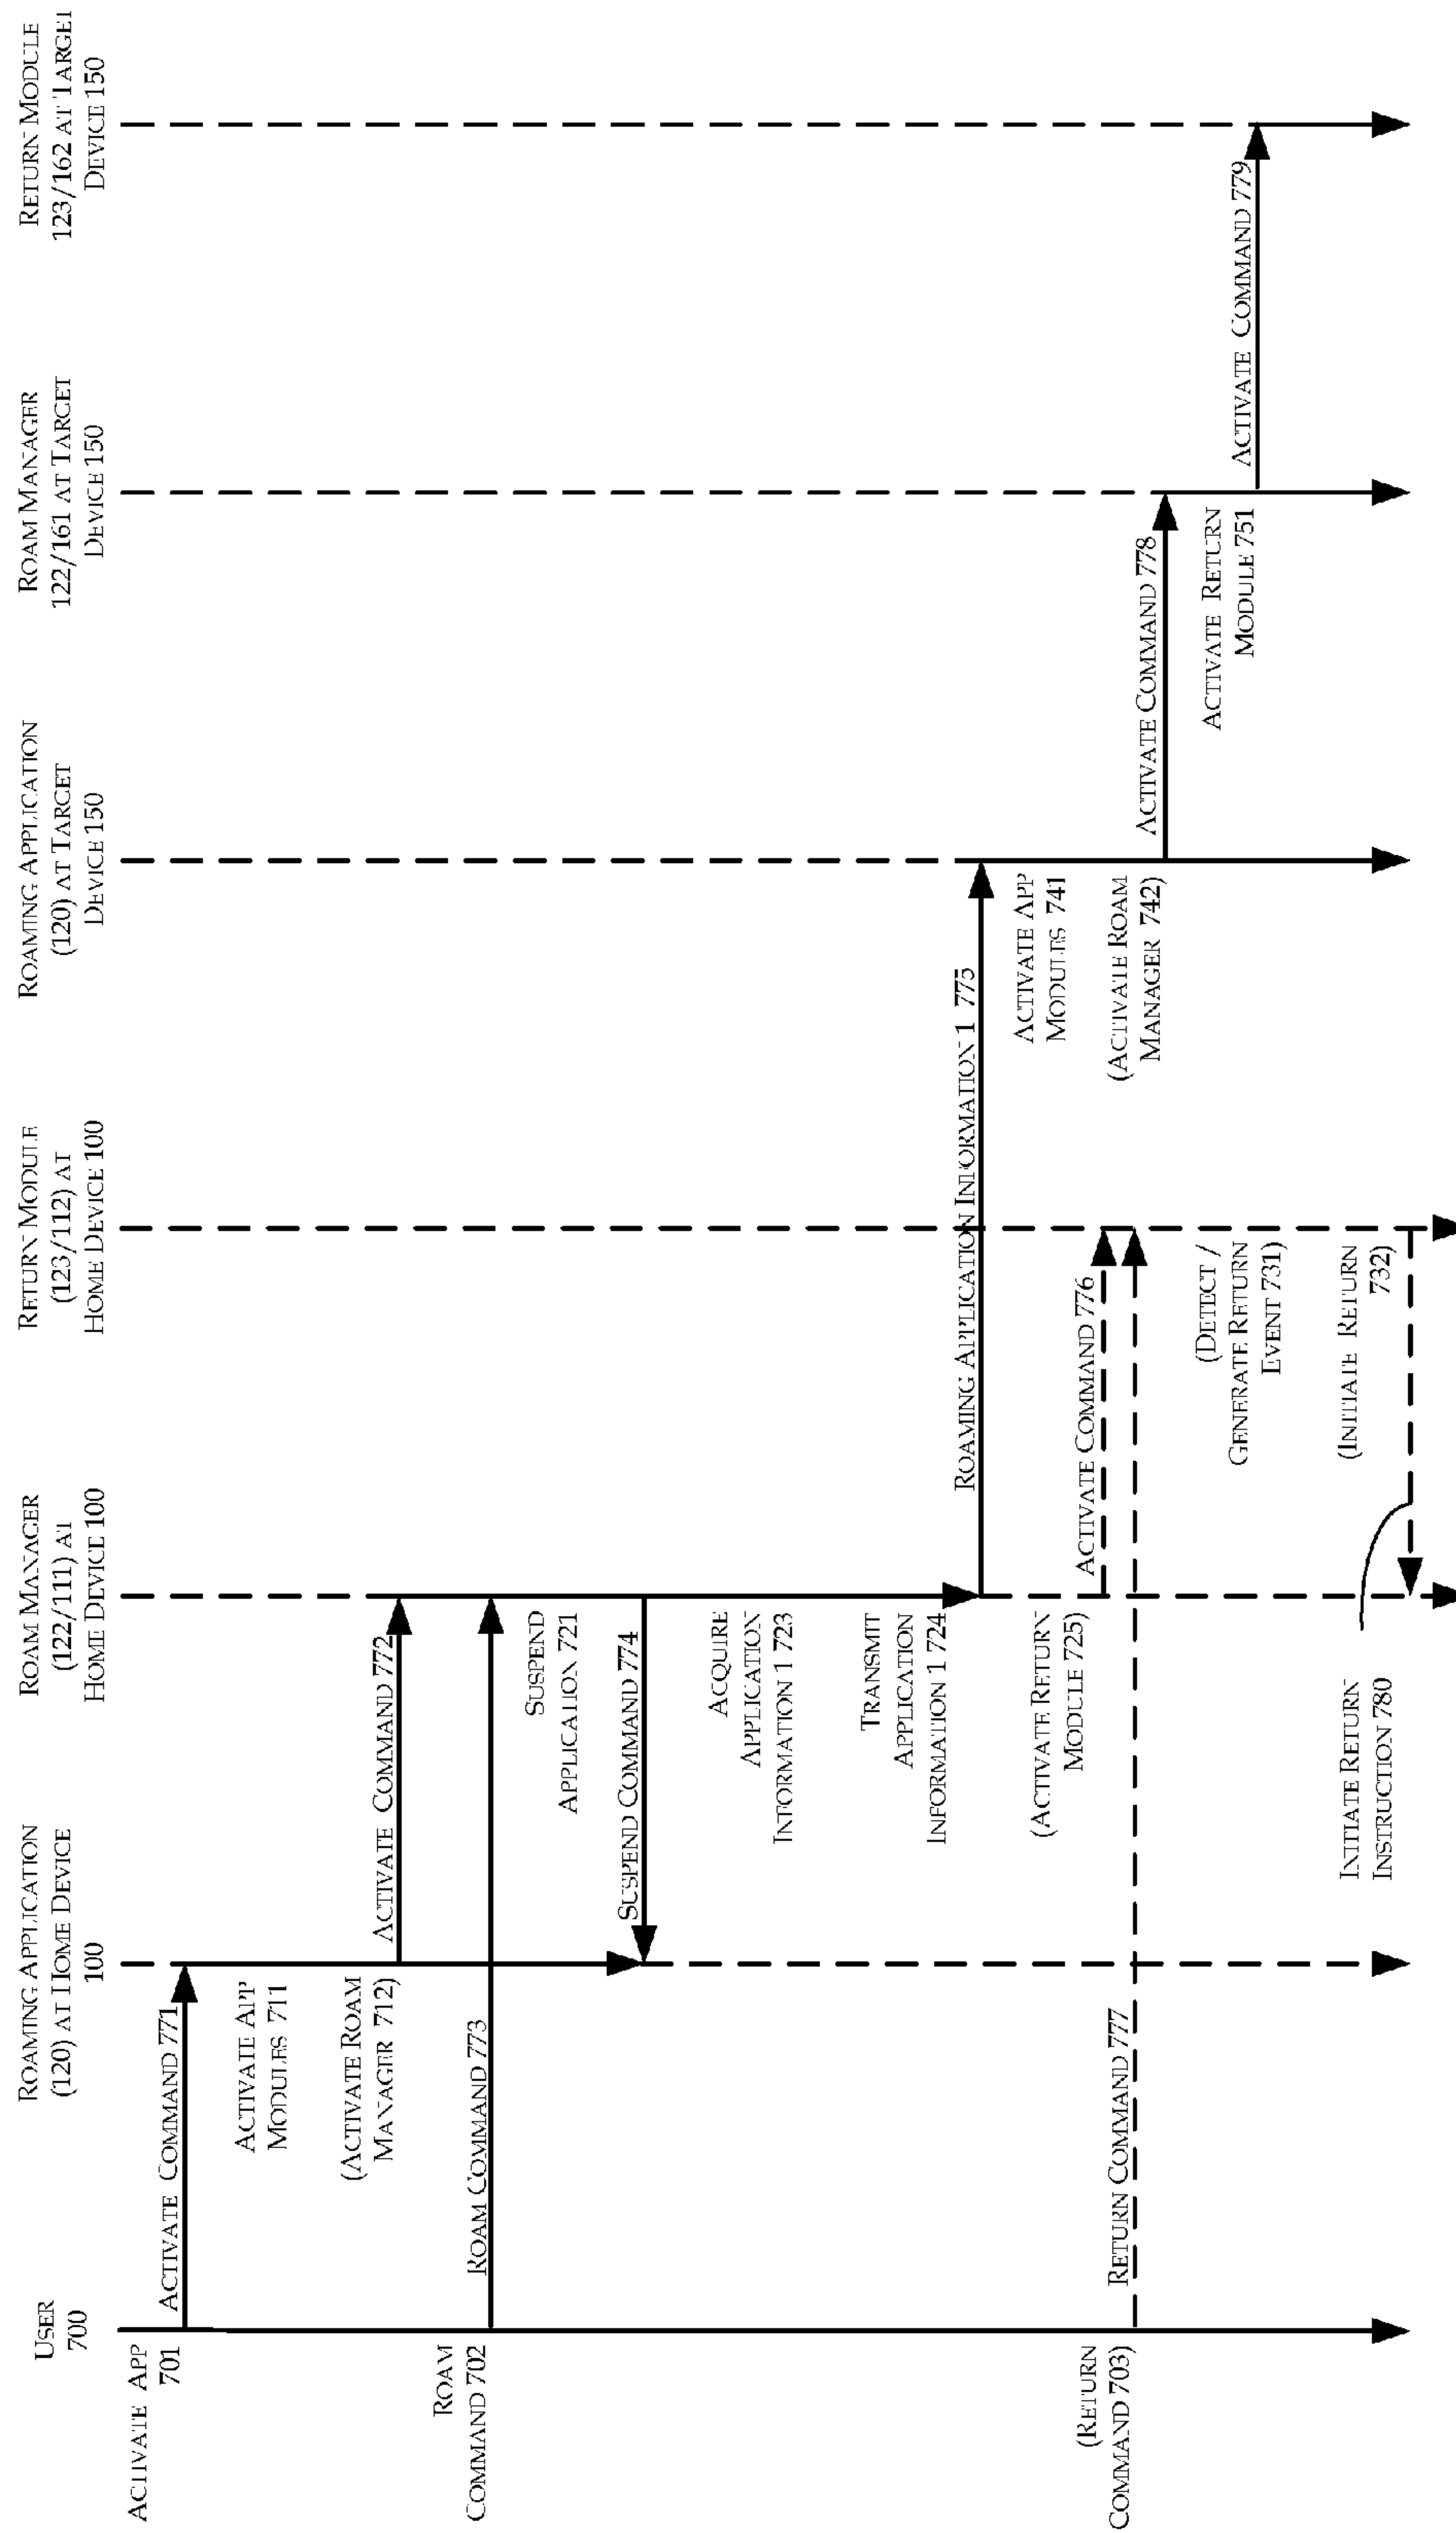 USER
700
ROAMING APPLICATION
(120) AT HOME DEVICE
100
ROAM MANAGER
(122/111) AT
HOME DEVICE 100
RETURN MODULE
(123/112) AT
HOME DEVICE 100
ROAMING APPLICATION
(120) AT TARGET
DEVICE 150
ROAM MANAGER
122/161 AT TARGET
DEVICE 150
RETURN MODULE
123/162 AT TARGET
DEVICE 150
ACTIVATE APP
701
ACTIVATE COMMAND 771
ACTIVATE APP
MODULES 711
(ACTIVATE ROAM
MANAGER 712)
ACTIVATE COMMAND 772
ROAM
COMMAND 702
ROAM COMMAND 773
SUSPEND
APPLICATION 721
SUSPEND COMMAND 774
ACQUIRE
APPLICATION
INFORMATION 1 723
TRANSMIT
APPLICATION
INFORMATION 1 724
ROAMING APPLICATION INFORMATION 1 775
ACTIVATE APP
MODULES 741
(ACTIVATE RETURN
MODULE 725)
ACTIVATE COMMAND 776
(ACTIVATE ROAM
MANAGER 742)
(RETURN
COMMAND 703)
RETURN COMMAND 777
ACTIVATE COMMAND 778
(DETECT /
GENERATE RETURN
EVENT 731)
ACTIVATE RETURN
MODULE 751
ACTIVATE COMMAND 779
(INITIATE RETURN
732)
INITIATE RETURN
INSTRUCTION 780